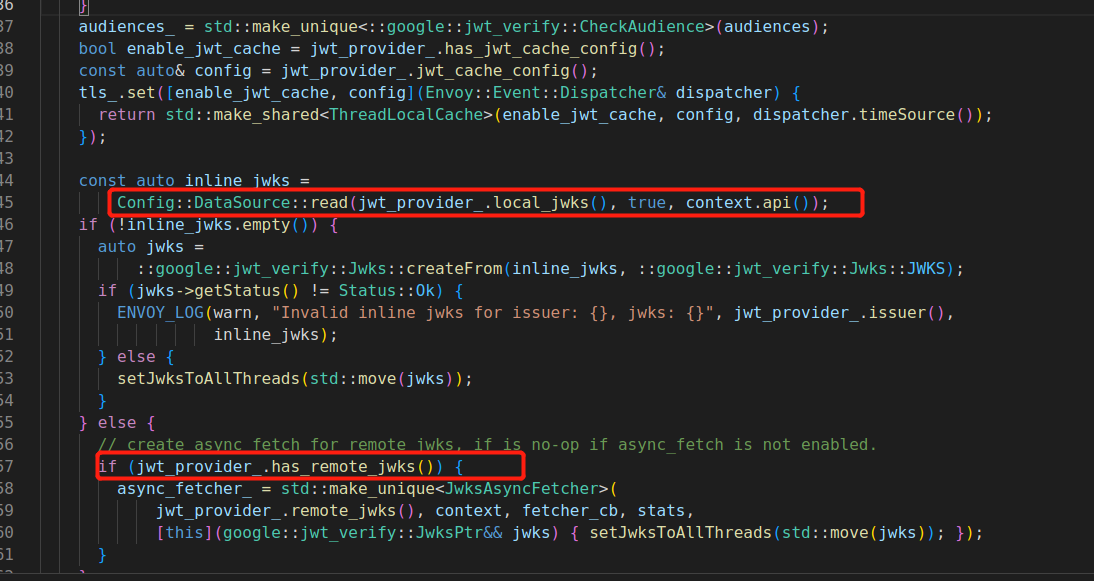 36 }
37 audiences_ = std::make_unique<::google::jwt_verify::CheckAudience>(audiences);
38 bool enable_jwt_cache = jwt_provider_.has_jwt_cache_config();
39 const auto& config = jwt_provider_.jwt_cache_config();
40 tls_.set([enable_jwt_cache, config](Envoy::Event::Dispatcher& dispatcher) {
41 return std::make_shared<ThreadLocalCache>(enable_jwt_cache, config, dispatcher.timeSource());
42 });
43
44 const auto inline_jwks =
45 Config::DataSource::read(jwt_provider_.local_jwks(), true, context.api());
46 if (!inline_jwks.empty()) {
47 auto jwks =
48 ::google::jwt_verify::Jwks::createFrom(inline_jwks, ::google::jwt_verify::Jwks::JWKS);
49 if (jwks->getStatus() != Status::Ok) {
50 ENVOY_LOG(warn, "Invalid inline jwks for issuer: {}, jwks: {}", jwt_provider_.issuer(),
51 inline_jwks);
52 } else {
53 setJwksToAllThreads(std::move(jwks));
54 }
55 } else {
56 // create async_fetch for remote_jwks, if is no-op if async_fetch is not enabled.
57 if (jwt_provider_.has_remote_jwks()) {
58 async_fetcher_ = std::make_unique<JwksAsyncFetcher>(
59 jwt_provider_.remote_jwks(), context, fetcher_cb, stats,
60 [this](google::jwt_verify::JwksPtr&& jwks) { setJwksToAllThreads(std::move(jwks)); });
61 }